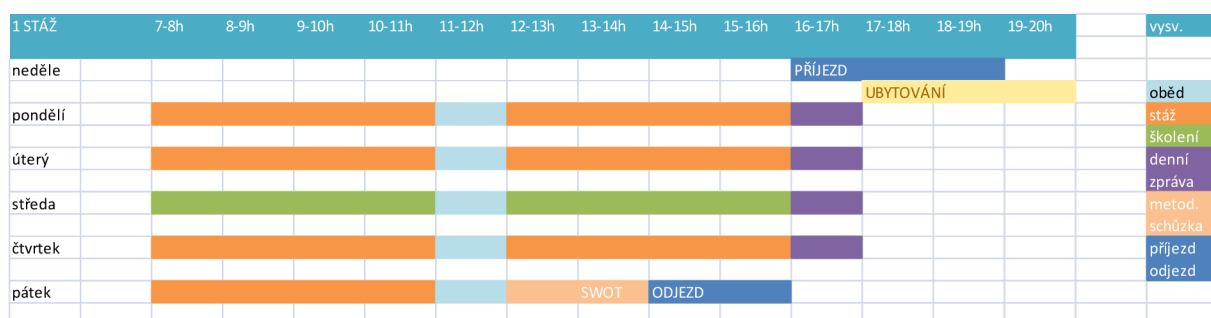 1 STÁŽ 7-8h 8-9h 9-10h 10-11h 11-12h 12-13h 13-14h 14-15h 15-16h 16-17h 17-18h 18-19h 19-20h vysv.
neděle PŘÍJEZD
UBYTOVÁNÍ oběd
pondělí stáž
školení
úterý denní
zpráva
středa metod.
schůzka
čtvrtek příjezd
odjezd
pátek SWOT ODJEZD